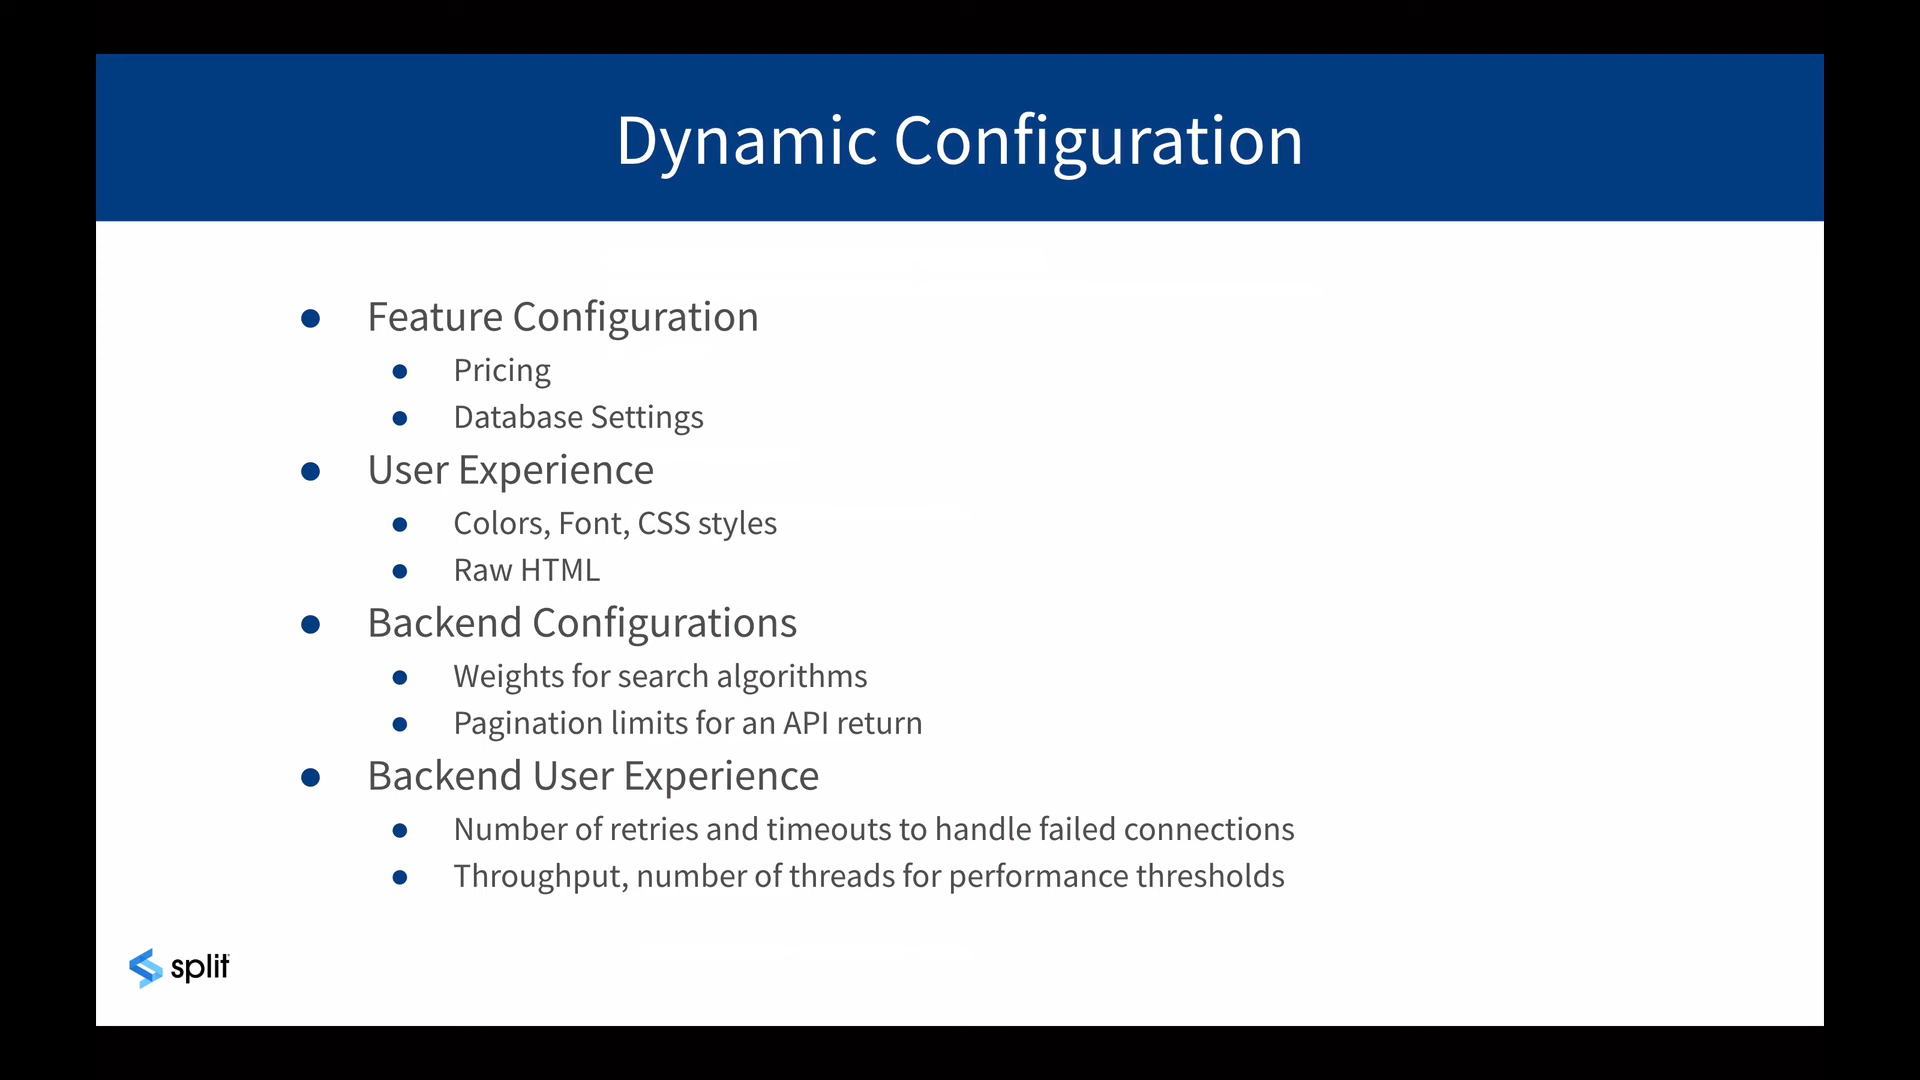 Dynamic Configuration
● Feature Configuration
● Pricing
● Database Settings
● User Experience
● Colors, Font, CSS styles
● Raw HTML
● Backend Configurations
● Weights for search algorithms
● Pagination limits for an API return
● Backend User Experience
● Number of retries and timeouts to handle failed connections
● Throughput, number of threads for performance thresholds
split